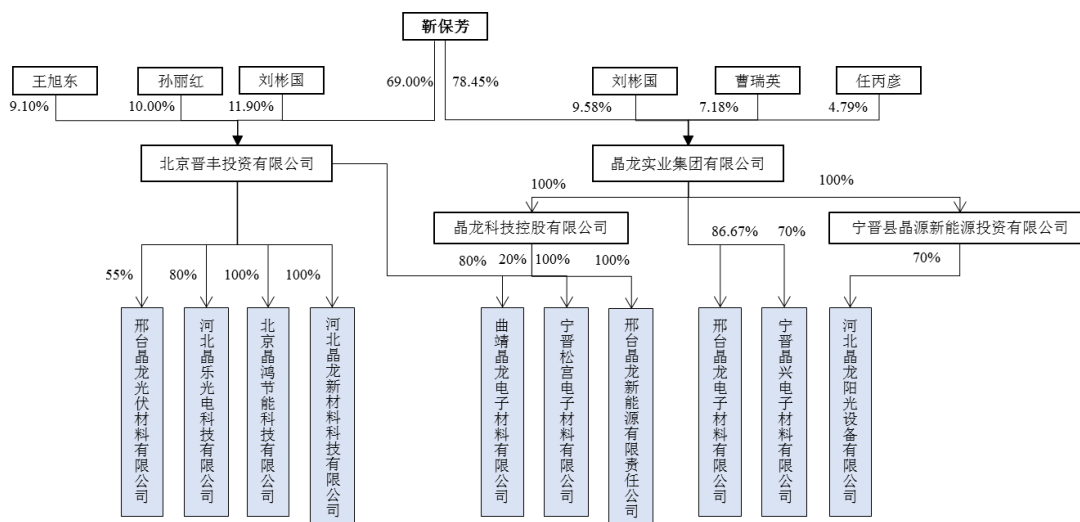 靳保芳
王旭东
孙丽红
刘彬国
69.00%
78.45%
刘彬国
曹瑞英
任丙彦
9.10%
10.00%
11.90%
9.58%
7.18%
4.79%
北京晋丰投资有限公司
晶龙实业集团有限公司
100%
100%
晶龙科技控股有限公司
宁晋县晶源新能源投资有限公司
86.67%
70%
55%
80%
100%
100%
80%
20%
100%
100%
70%
邢台晶龙光伏材料有限公司
河北晶乐光电科技有限公司
北京晶鸿节能科技有限公司
河北晶龙新材料科技有限公司
曲靖晶龙电子材料有限公司
宁晋松宫电子材料有限公司
邢台晶龙新能源有限责任公司
邢台晶龙电子材料有限公司
宁晋晶兴电子材料有限公司
河北晶龙阳光设备有限公司